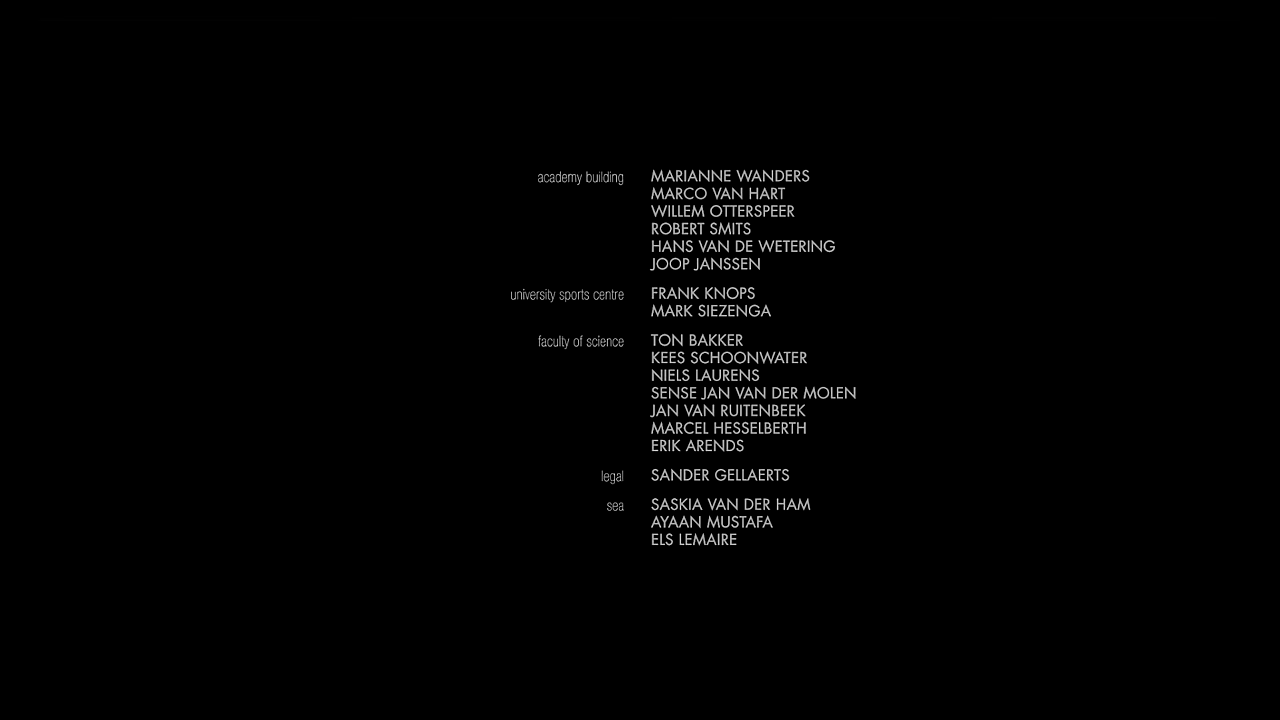 academy building MARIANNE WANDERS
MARCO VAN HART
WILLEM OTTERSPEER
ROBERT SMITS
HANS VAN DE WETERING
JOOP JANSSEN
university sports centre FRANK KNOPS
MARK SIEZENGA
faculty of science TON BAKKER
KEES SCHOONWATER
NIELS LAURENS
SENSE JAN VAN DER MOLEN
JAN VAN RUITENBEEK
MARCEL HESSELBERTH
ERIK ARENDS
legal SANDER GELLAERTS
sea SASKIA VAN DER HAM
AYAAN MUSTAFA
ELS LEMAIRE